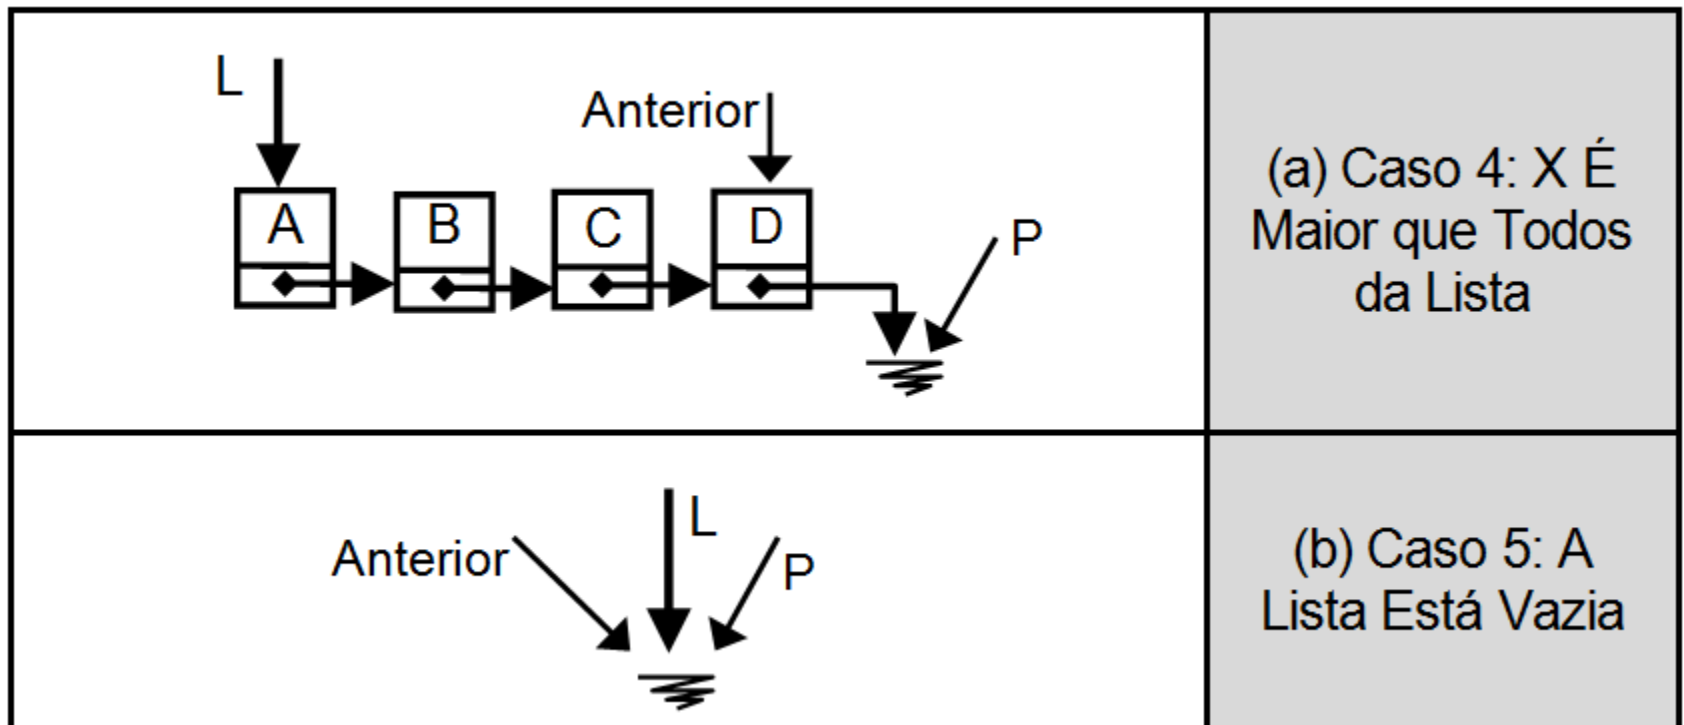 L
Anterior
A
B
C
D
P
(a) Caso 4: X É
Maior que Todos
da Lista
Anterior
L
P
(b) Caso 5: A
Lista Está Vazia